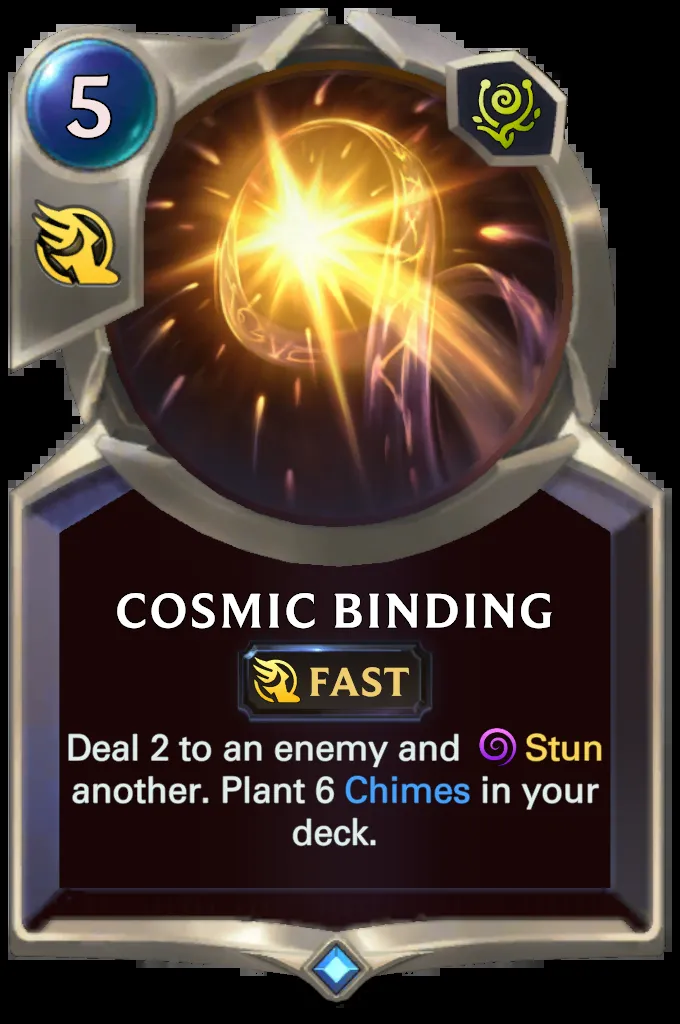 5
COSMIC BINDING
FAST
Deal 2 to an enemy and Stun
another. Plant 6 Chimes in your
deck.